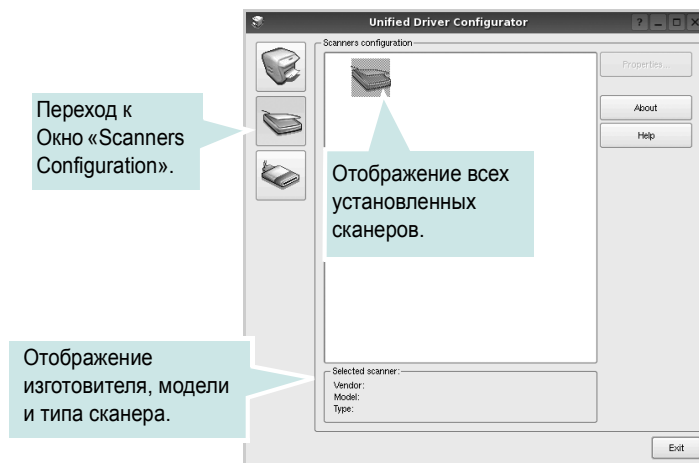 Unified Driver Configurator
Scanners configuration
Properties...
About
Help
Переход к
Окно «Scanners
Configuration».
Отображение всех
установленных
сканеров.
Отображение
изготовителя, модели
и типа сканера.
Selected scanner:
Vendor:
Model:
Type:
Exit